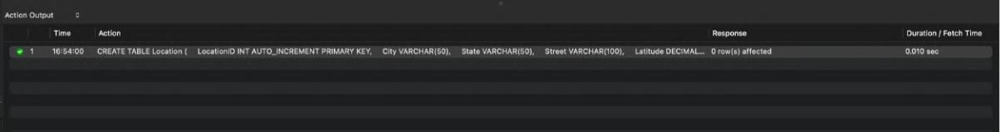 Action Output
Time Action Response Duration / Fetch Time
1 16:54:00 CREATE TABLE Location ( LocationID INT AUTO_INCREMENT PRIMARY KEY, City VARCHAR(50), State VARCHAR(50), Street VARCHAR(100), Latitude DECIMAL... 0 row(s) affected 0.010 sec